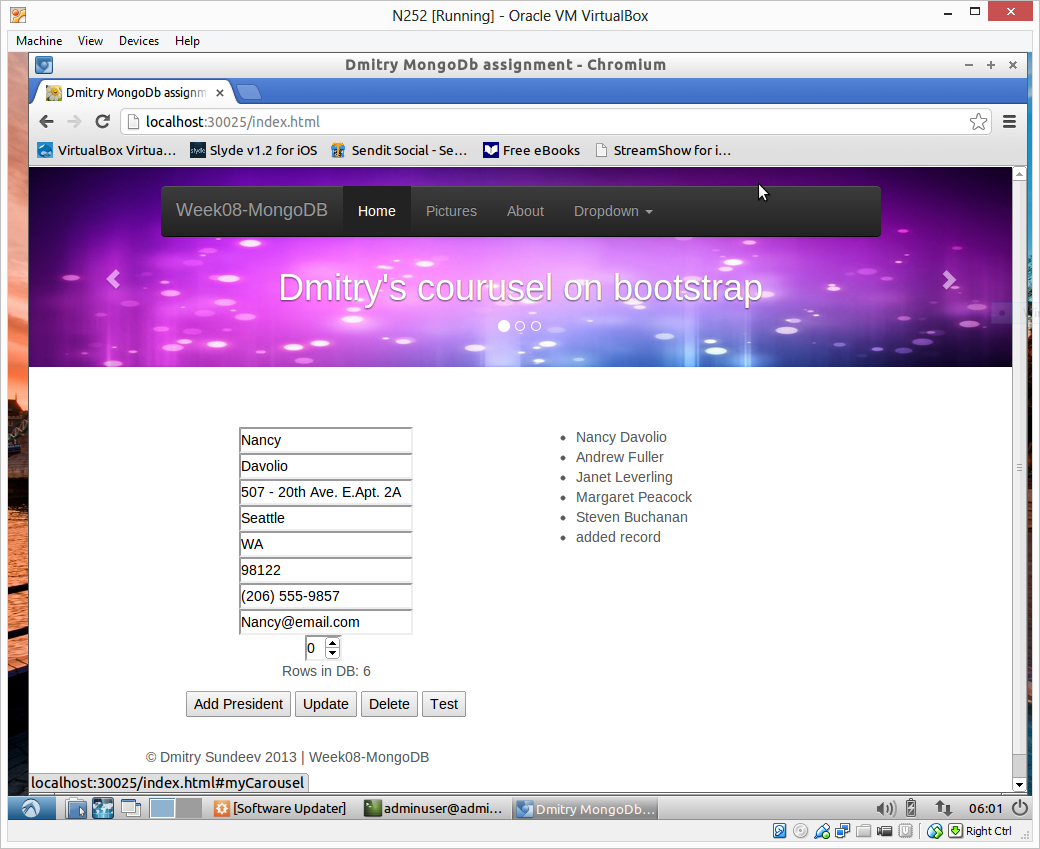 N252 [Running] - Oracle VM VirtualBox
Machine View Devices Help
Dmitry MongoDb assignment - Chromium
Dmitry MongoDb assignm
localhost:30025/index.html
VirtualBox Virtua... Slyde v1.2 for iOS Sendit Social - Se... Free eBooks StreamShow for i...
Week08-MongoDB Home Pictures About Dropdown
Dmitry's courusel on bootstrap
Nancy
Davolio
507 - 20th Ave. E.Apt. 2A
Seattle
WA
98122
(206) 555-9857
Nancy@email.com
0
Rows in DB: 6
Add President Update Delete Test
Nancy Davolio
Andrew Fuller
Janet Leverling
Margaret Peacock
Steven Buchanan
added record
© Dmitry Sundeev 2013 | Week08-MongoDB
localhost:30025/index.html#myCarousel
[Software Updater] adminuser@admi... Dmitry MongoDb... 06:01
Right Ctrl